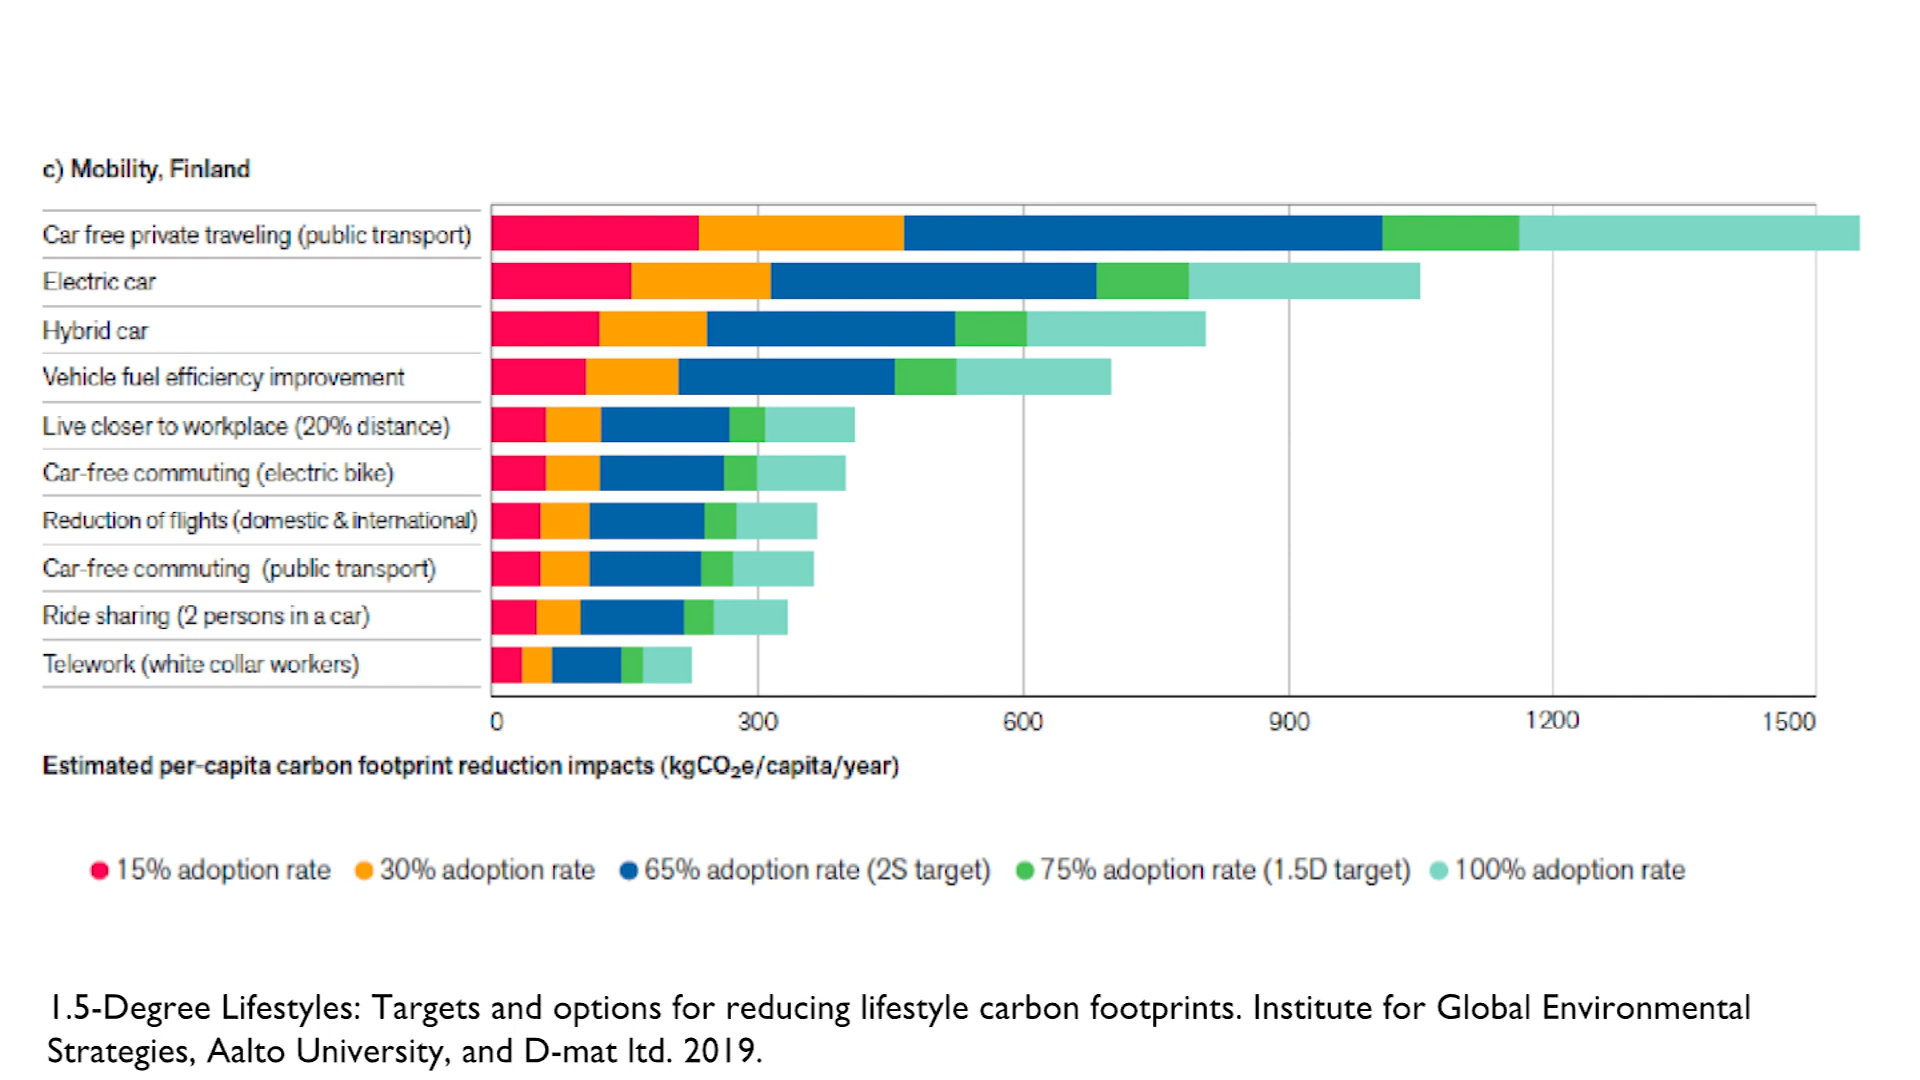 c) Mobility, Finland
Car free private traveling (public transport)
Electric car
Hybrid car
Vehicle fuel efficiency improvement
Live closer to workplace (20% distance)
Car-free commuting (electric bike)
Reduction of flights (domestic & international)
Car-free commuting (public transport)
Ride sharing (2 persons in a car)
Telework (white collar workers)
0 300 600 900 1200 1500
Estimated per-capita carbon footprint reduction impacts (kgCO₂e/capita/year)
15% adoption rate 30% adoption rate 65% adoption rate (2S target) 75% adoption rate (1.5D target) 100% adoption rate
1.5-Degree Lifestyles: Targets and options for reducing lifestyle carbon footprints. Institute for Global Environmental
Strategies, Aalto University, and D-mat ltd. 2019.